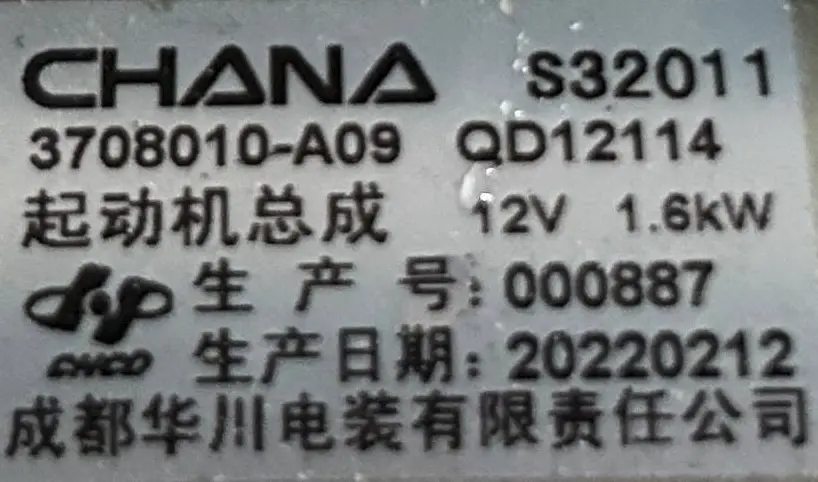 CHANA S32011
3708010-A09 QD12114
起动机总成 12V 1.6kW
生产号:000887
CHCD 生产日期:20220212
成都华川电装有限责任公司